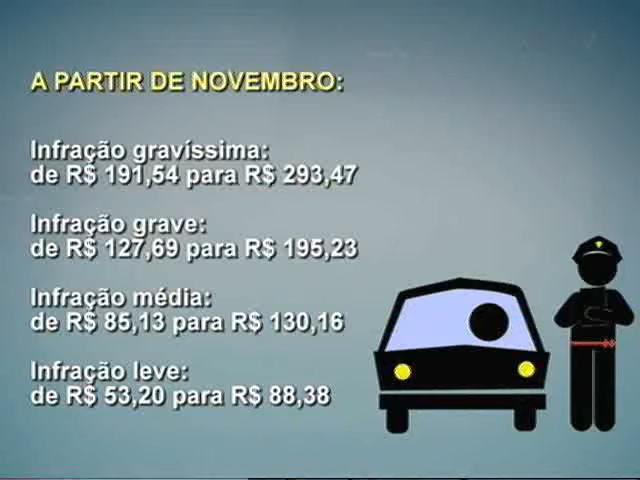 A PARTIR DE NOVEMBRO:
Infração gravíssima:
de R$ 191,54 para R$ 293,47
Infração grave:
de R$ 127,69 para R$ 195,23
Infração média:
de R$ 85,13 para R$ 130,16
Infração leve:
de R$ 53,20 para R$ 88,38